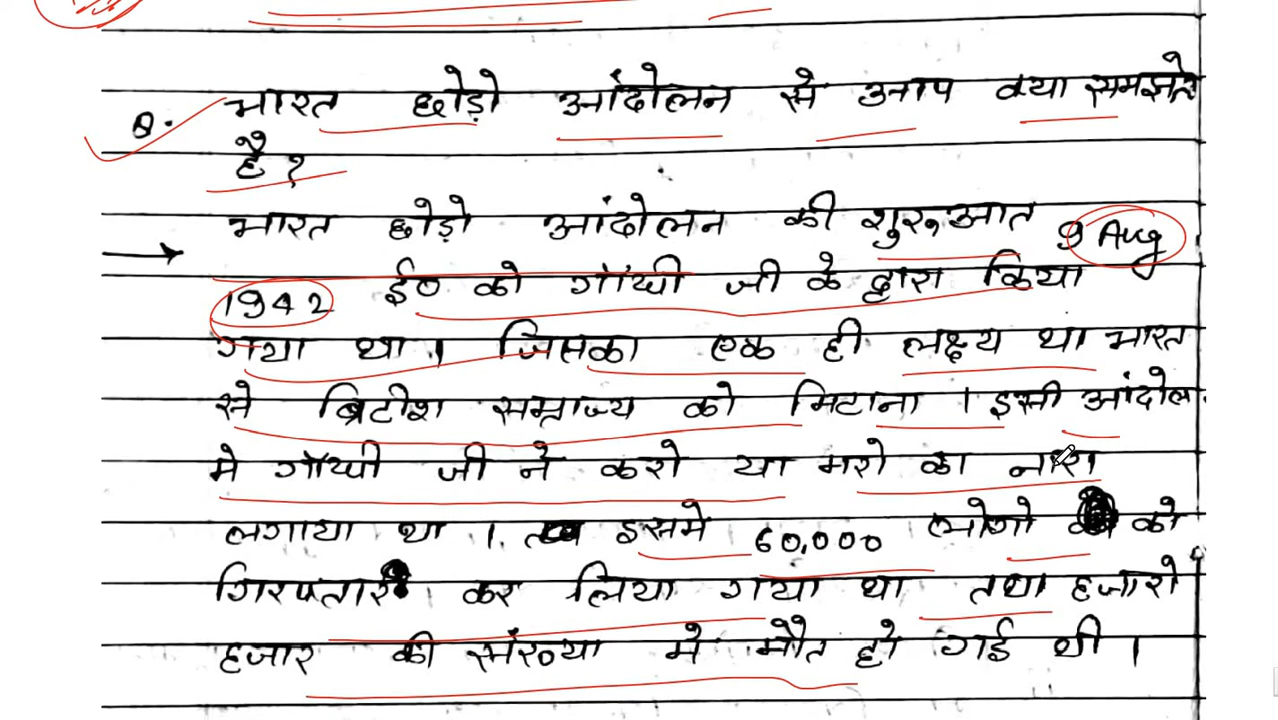 Q. भारत छोड़ो आंदोलन से आप क्या समझते
है?
भारत छोड़ो आंदोलन की शुरूआत 9 Aug
1942 ई० को गाँधी जी के द्वारा किया
गया था। जिसका एक ही लक्ष्य था भारत
से ब्रिटीश सम्राज्य को मिटाना। इसी आंदोल
मे गाँधी जी ने करो या मरो का नारा
लगाया था। इसमे 60,000 लोगो को
गिरफ्तार कर लिया गया था तथा हजारो
हजार की संख्या मे मौत हो गई थी।